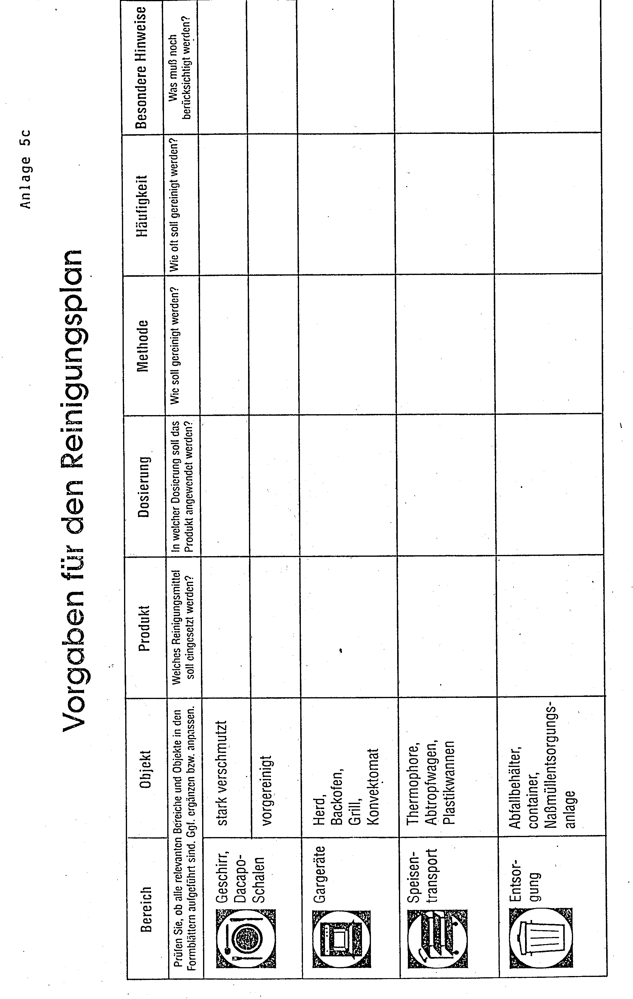 Anlage 5c
Vorgaben für den Reinigungsplan
Bereich
Objekt
Produkt
Dosierung
Methode
Häufigkeit
Besondere Hinweise
Prüfen Sie, ob alle relevanten Bereiche und Objekte in den
Formblättern aufgeführt sind. Ggf. ergänzen bzw. anpassen.
Welches Reinigungsmittel
soll eingesetzt werden?
In welcher Dosierung soll das
Produkt angewendet werden?
Wie soll gereinigt werden?
Wie oft soll gereinigt werden?
Was muß noch
berücksichtigt werden?
Geschirr,
Dacapo-
Schalen
stark verschmutzt
vorgereinigt
Gargeräte
Herd,
Backofen,
Grill,
Konvektomat
Speisen-
transport
Thermophore,
Abtropfwagen,
Plastikwannen
Entsor-
gung
Abfallbehälter,
container,
Naßmüllentsorgungs-
anlage